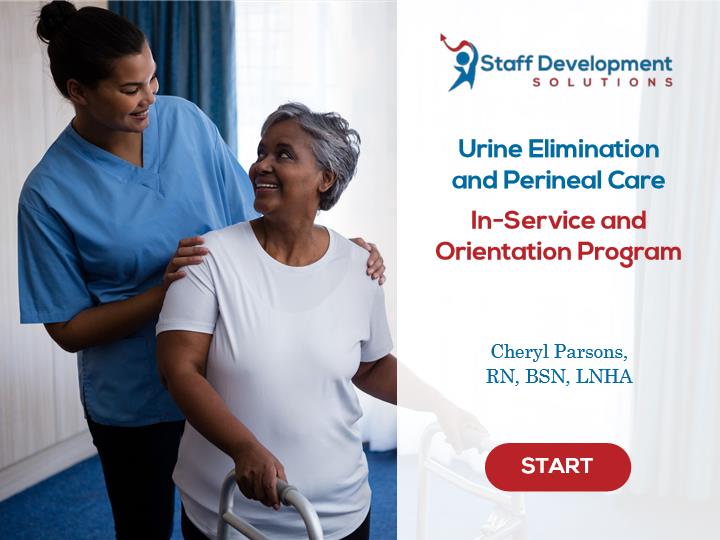 Staff Development
SOLUTIONS
Urine Elimination
and Perineal Care
In-Service and
Orientation Program
Cheryl Parsons,
RN, BSN, LNHA
START